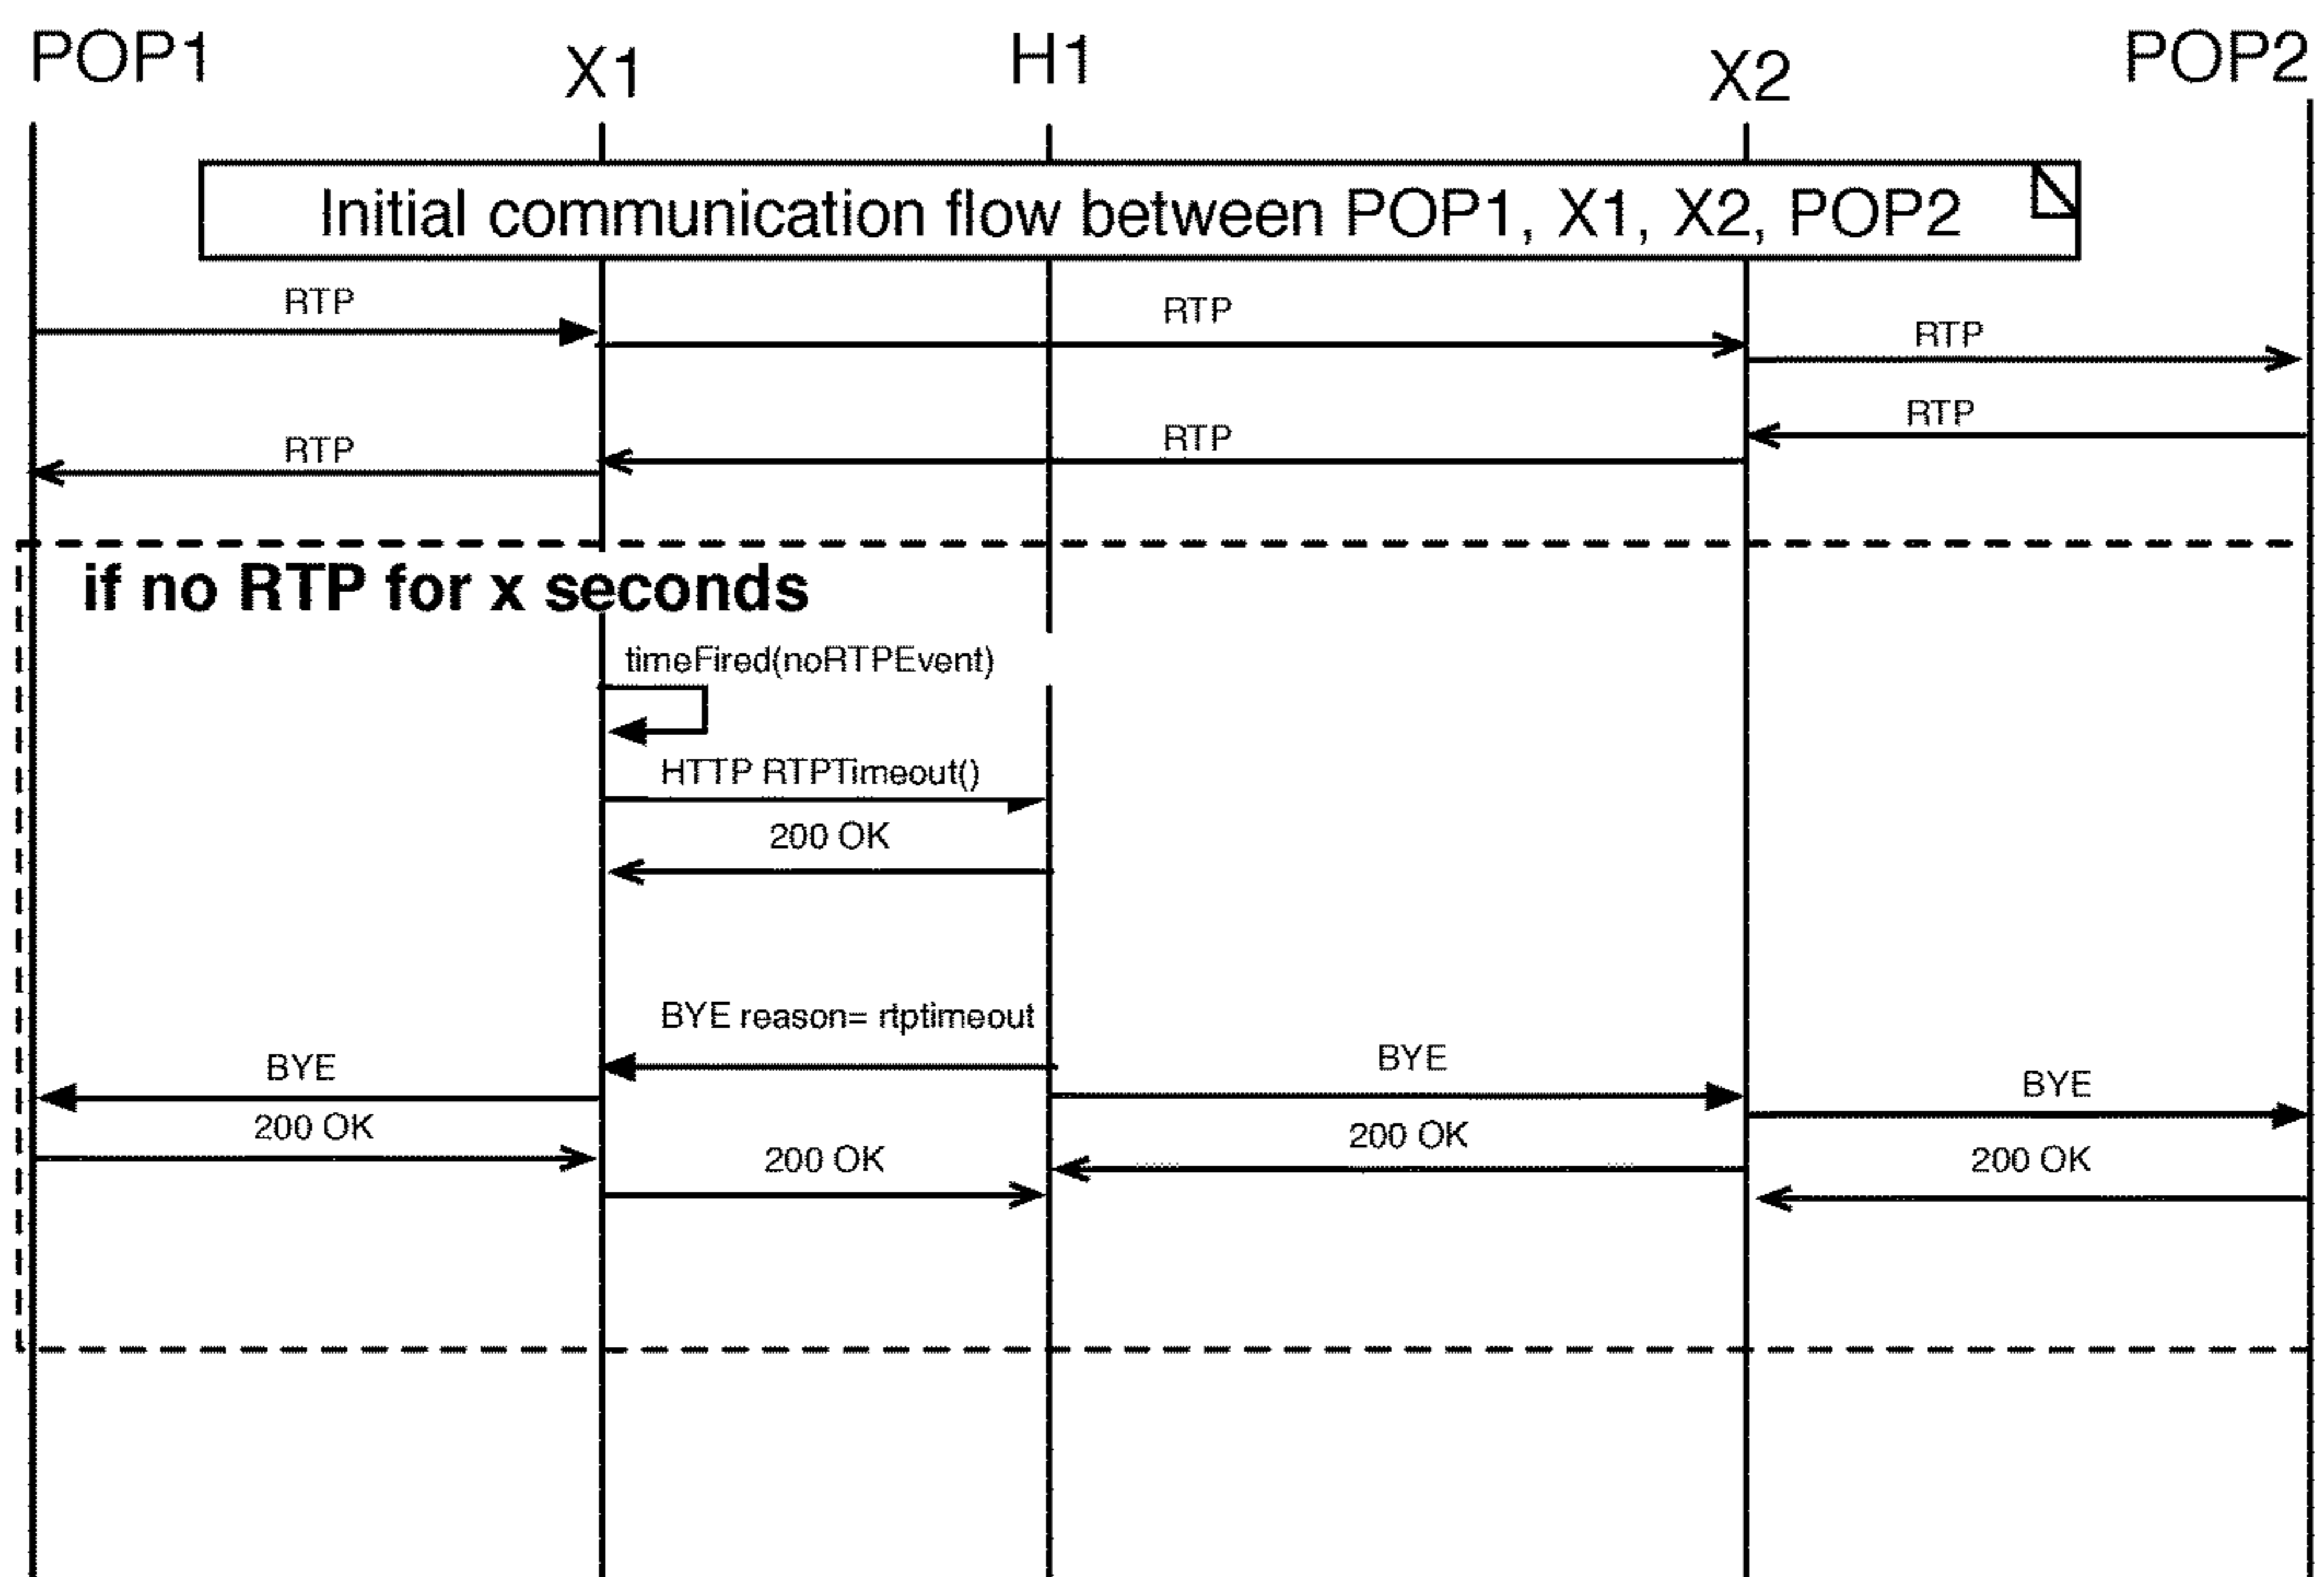 POP1
X1
H1
X2
POP2
Initial communication flow between POP1, X1, X2, POP2
RTP
RTP
RTP
RTP
RTP
RTP
if no RTP for x seconds
timeFired(noRTPEvent)
HTTP RTPTimeout()
200 OK
BYE reason= rtptimeout
BYE
BYE
BYE
200 OK
200 OK
200 OK
200 OK